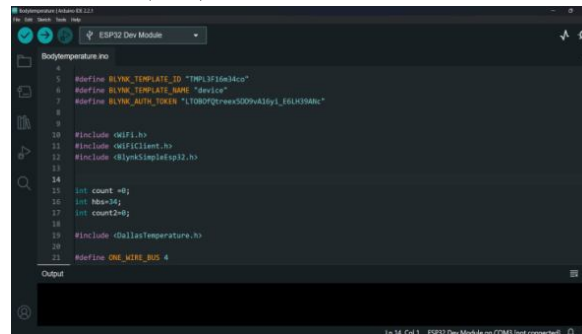 Bodytemperature | Arduino IDE 2.2.1
File Edit Sketch Tools Help
ESP32 Dev Module
Bodytemperature.ino
4
5 #define BLYNK_TEMPLATE_ID "TMPL3F16m34co"
6 #define BLYNK_TEMPLATE_NAME "device"
7 #define BLYNK_AUTH_TOKEN
8
9
10 #include <WiFi.h>
11 #include <WiFiClient.h>
12 #include <BlynkSimpleEsp32.h>
13
14
15 int count =0;
16 int hbs=34;
17 int count2=0;
18
19 #include <DallasTemperature.h>
20
21 #define ONE_WIRE_BUS 4
Output
Ln 14, Col 1 ESP32 Dev Module on COM3 [not connected]